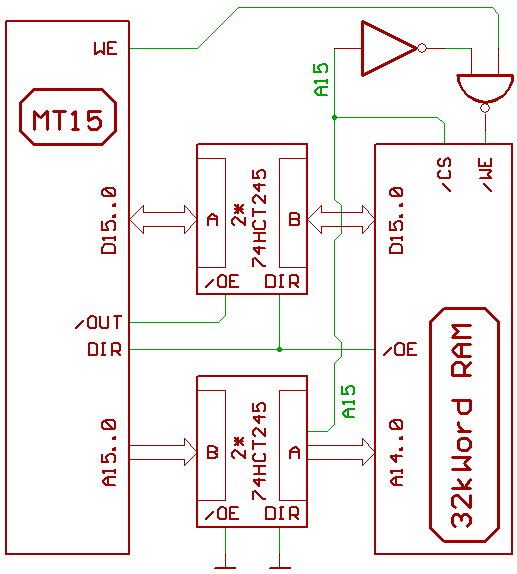 WE
A15
MT15
/CS
/WE
D15..0
A
2*
74HCT245
B
D15..0
/OE
DIR
/OUT
DIR
/OE
A15
A15..0
B
2*
74HCT245
A
A14..0
32kWord RAM
/OE
DIR